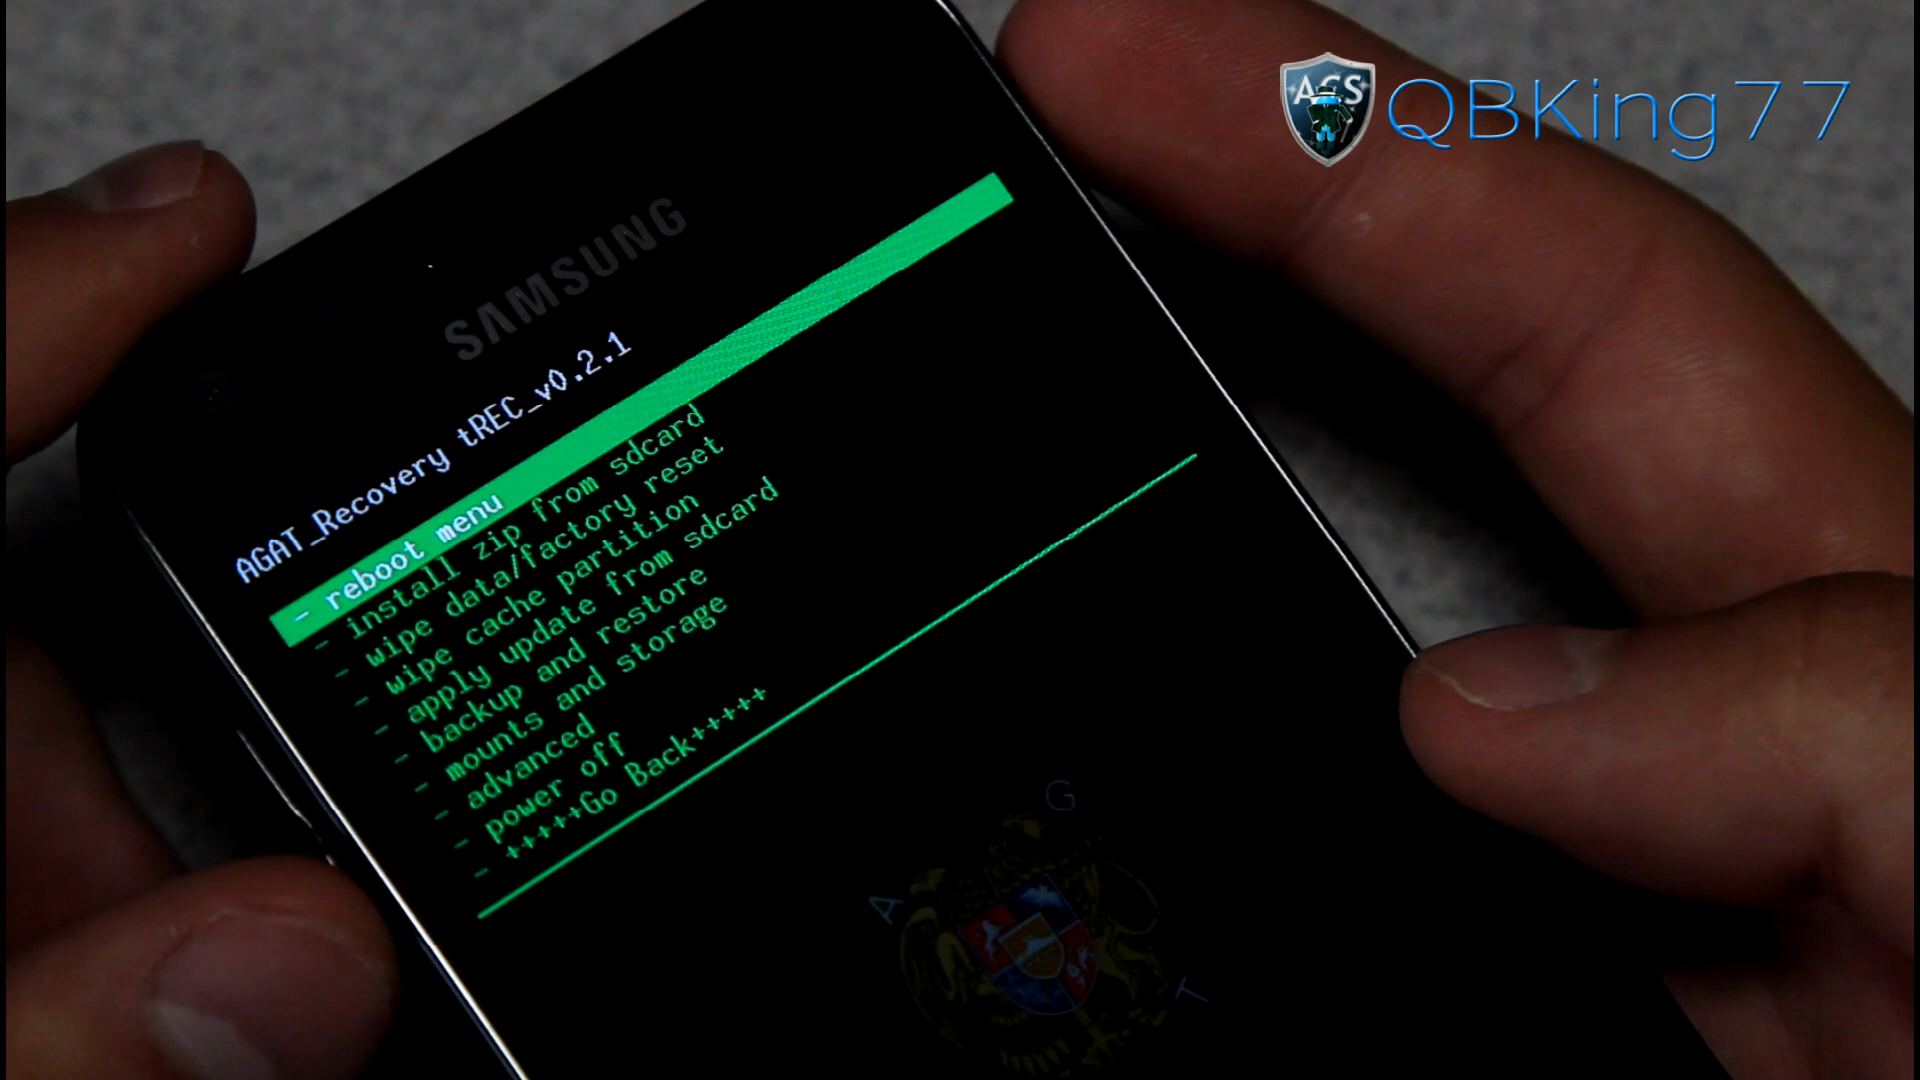 ACS QBKing77
SAMSUNG
AGAT_Recovery tREC_v0.2.1
- reboot menu
- install zip from sdcard
- wipe data/factory reset
- wipe cache partition
- apply update from sdcard
- backup and restore
- mounts and storage
- advanced
- power off
- +++++Go Back+++++
A G T